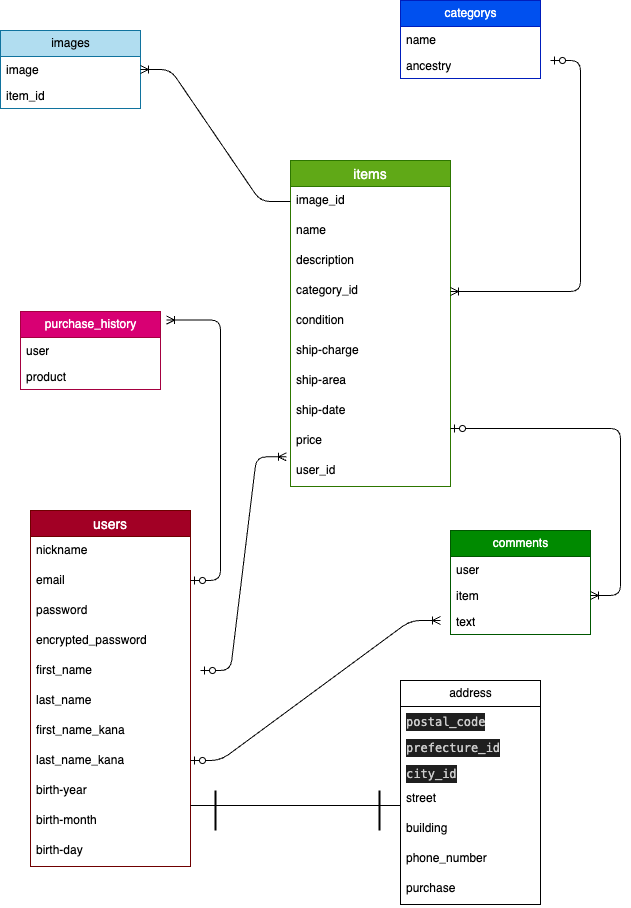 categorys
name
ancestry
images
image
item_id
items
image_id
name
description
category_id
condition
ship-charge
ship-area
ship-date
price
user_id
purchase_history
user
product
users
nickname
email
password
encrypted_password
first_name
last_name
first_name_kana
last_name_kana
birth-year
birth-month
birth-day
comments
user
item
text
address
postal_code
prefecture_id
city_id
street
building
phone_number
purchase